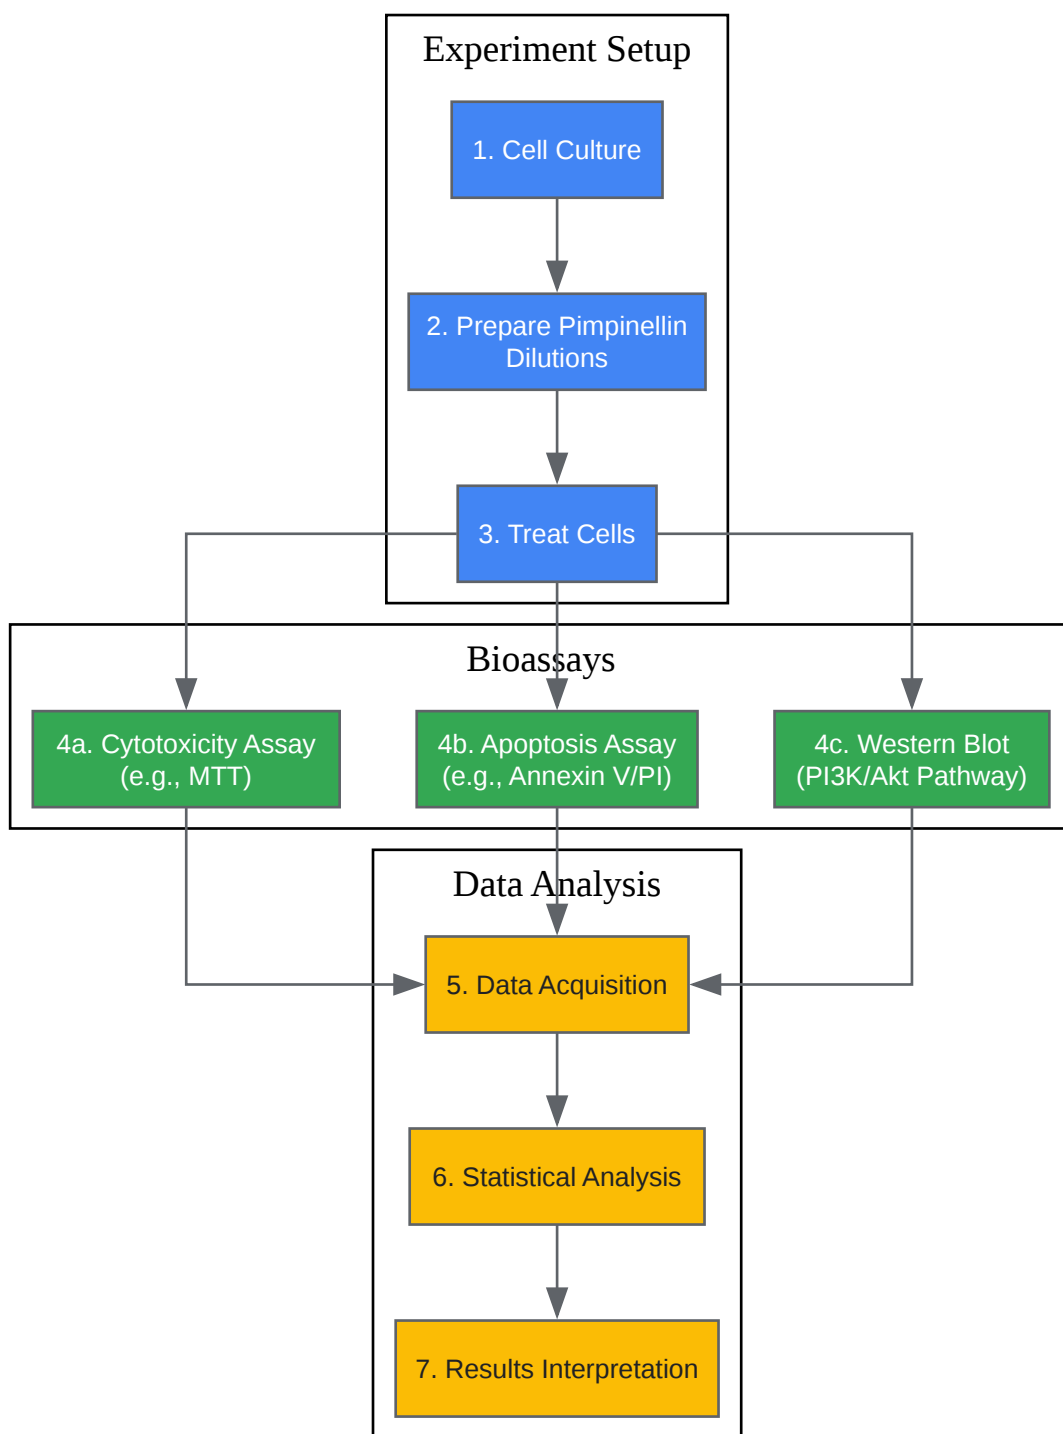 Experiment Setup
1. Cell Culture
2. Prepare Pimpinellin
Dilutions
3. Treat Cells
Bioassays
4a. Cytotoxicity Assay
(e.g., MTT)
4b. Apoptosis Assay
(e.g., Annexin V/PI)
4c. Western Blot
(PI3K/Akt Pathway)
Data Analysis
5. Data Acquisition
6. Statistical Analysis
7. Results Interpretation